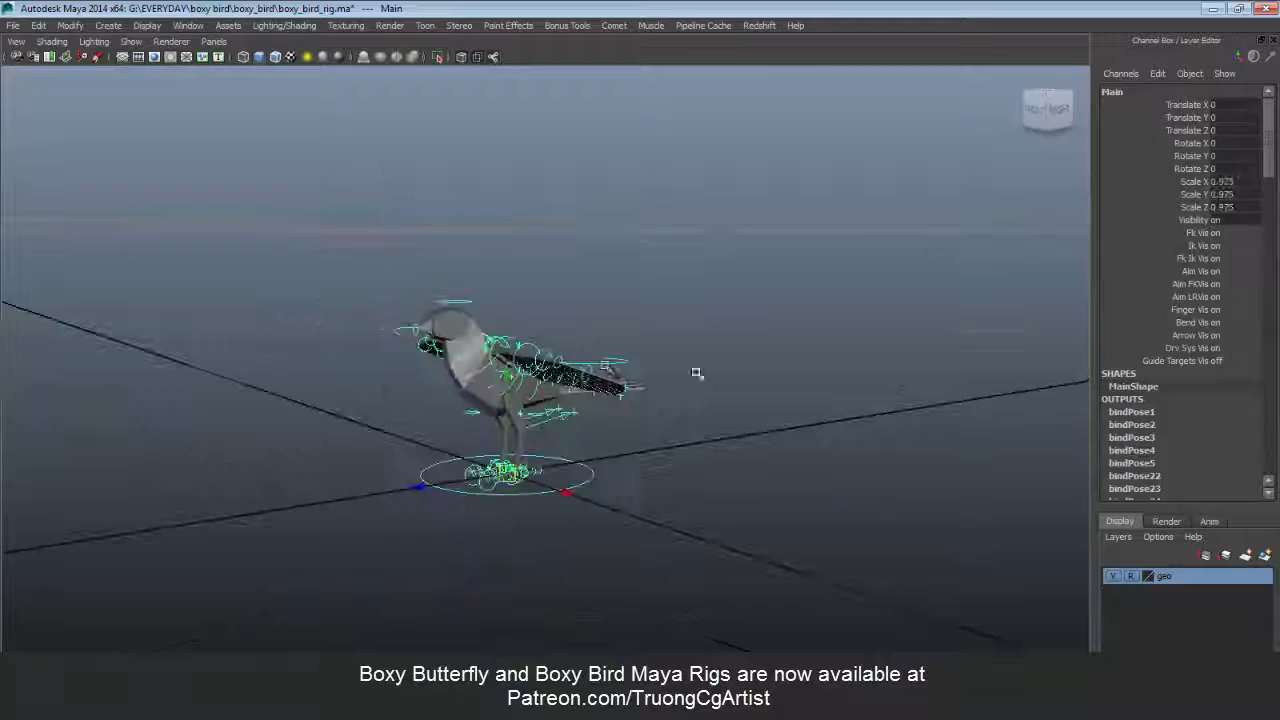 Autodesk Maya 2014 x64: G:\EVERYDAY\boxy bird\boxy_bird\boxy_bird_rig.ma* --- Main
File Edit Modify Create Display Window Assets Lighting/Shading Texturing Render Toon Stereo Paint Effects Bonus Tools Comet Muscle Pipeline Cache Redshift Help
View Shading Lighting Show Renderer Panels
Channel Box / Layer Editor
Channels Edit Object Show
Main
Translate X 0
Translate Y 0
Translate Z 0
Rotate X 0
Rotate Y 0
Rotate Z 0
Scale X 0.975
Scale Y 0.975
Scale Z 0.975
Visibility on
Fk Vis on
Ik Vis on
Fk Ik Vis on
Aim Vis on
Aim FKVis on
Aim LRVis on
Finger Vis on
Bend Vis on
Arrow Vis on
Drv Sys Vis on
Guide Targets Vis off
SHAPES
MainShape
OUTPUTS
bindPose1
bindPose2
bindPose3
bindPose4
bindPose5
bindPose22
bindPose23
Display Render Anim
Layers Options Help
V R geo
Boxy Butterfly and Boxy Bird Maya Rigs are now available at
Patreon.com/TruongCgArtist